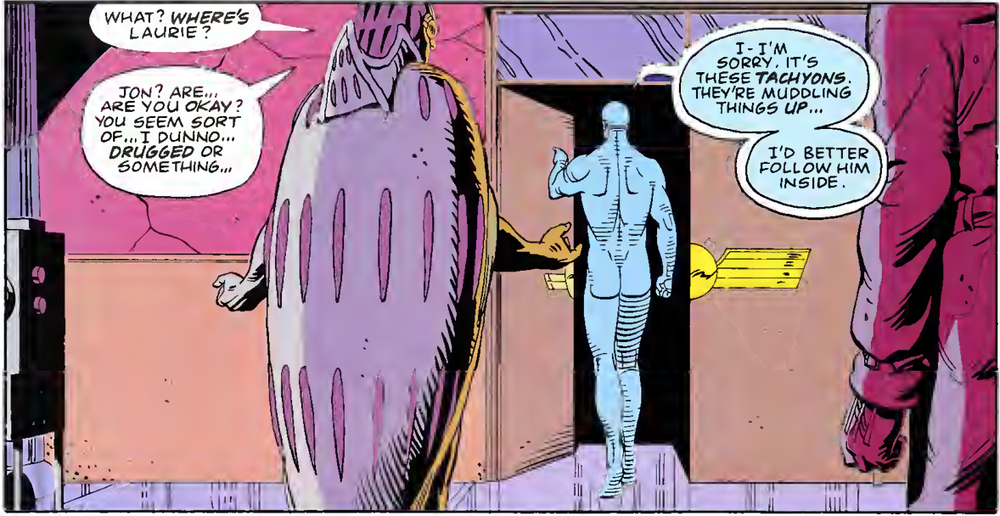 WHAT? WHERE'S
LAURIE?
JON? ARE...
ARE YOU OKAY?
YOU SEEM SORT
OF... I DUNNO...
DRUGGED OR
SOMETHING...
I-I'M
SORRY. IT'S
THESE TACHYONS.
THEY'RE MUDDLING
THINGS UP...
I'D BETTER
FOLLOW HIM
INSIDE.